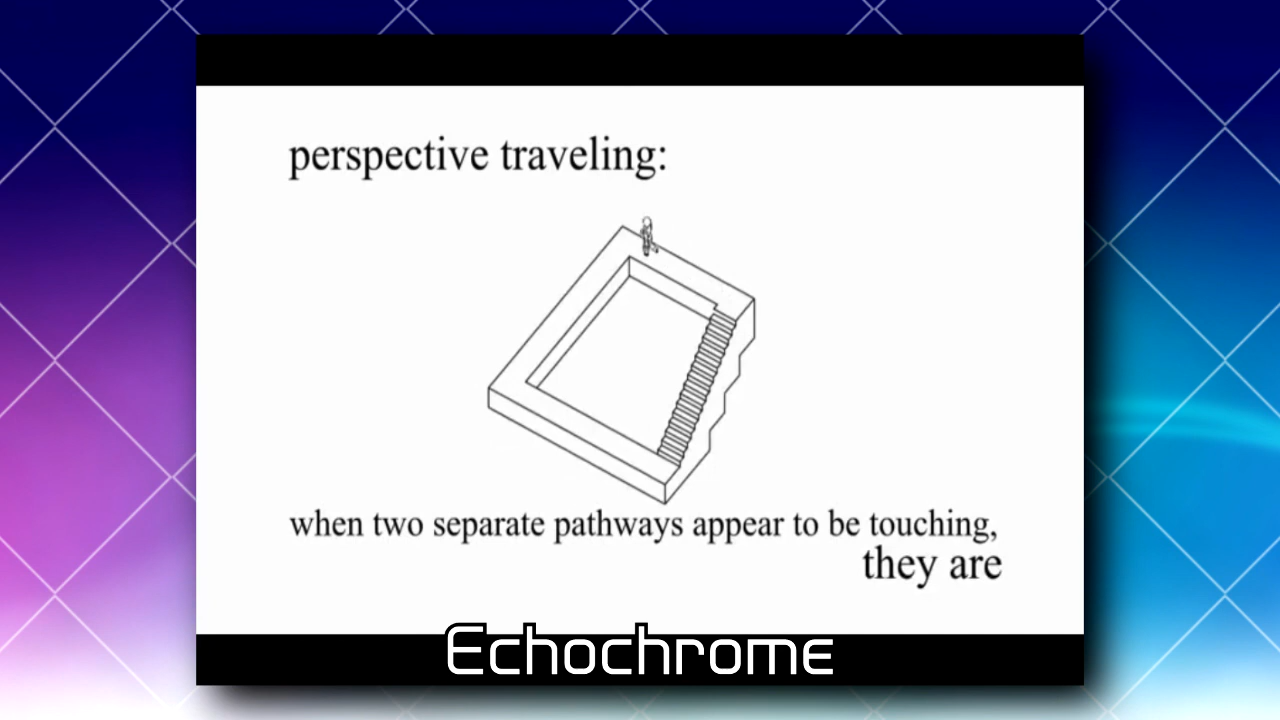 perspective traveling:
when two separate pathways appear to be touching,
they are
Echochrome